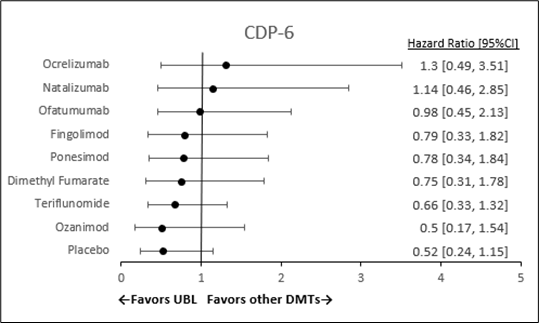 CDP-6
Hazard Ratio [95%CI]
Ocrelizumab 1.3 [0.49, 3.51]
Natalizumab 1.14 [0.46, 2.85]
Ofatumumab 0.98 [0.45, 2.13]
Fingolimod 0.79 [0.33, 1.82]
Ponesimod 0.78 [0.34, 1.84]
Dimethyl Fumarate 0.75 [0.31, 1.78]
Teriflunomide 0.66 [0.33, 1.32]
Ozanimod 0.5 [0.17, 1.54]
Placebo 0.52 [0.24, 1.15]
0 1 2 3 4 5
←Favors UBL Favors other DMTs→